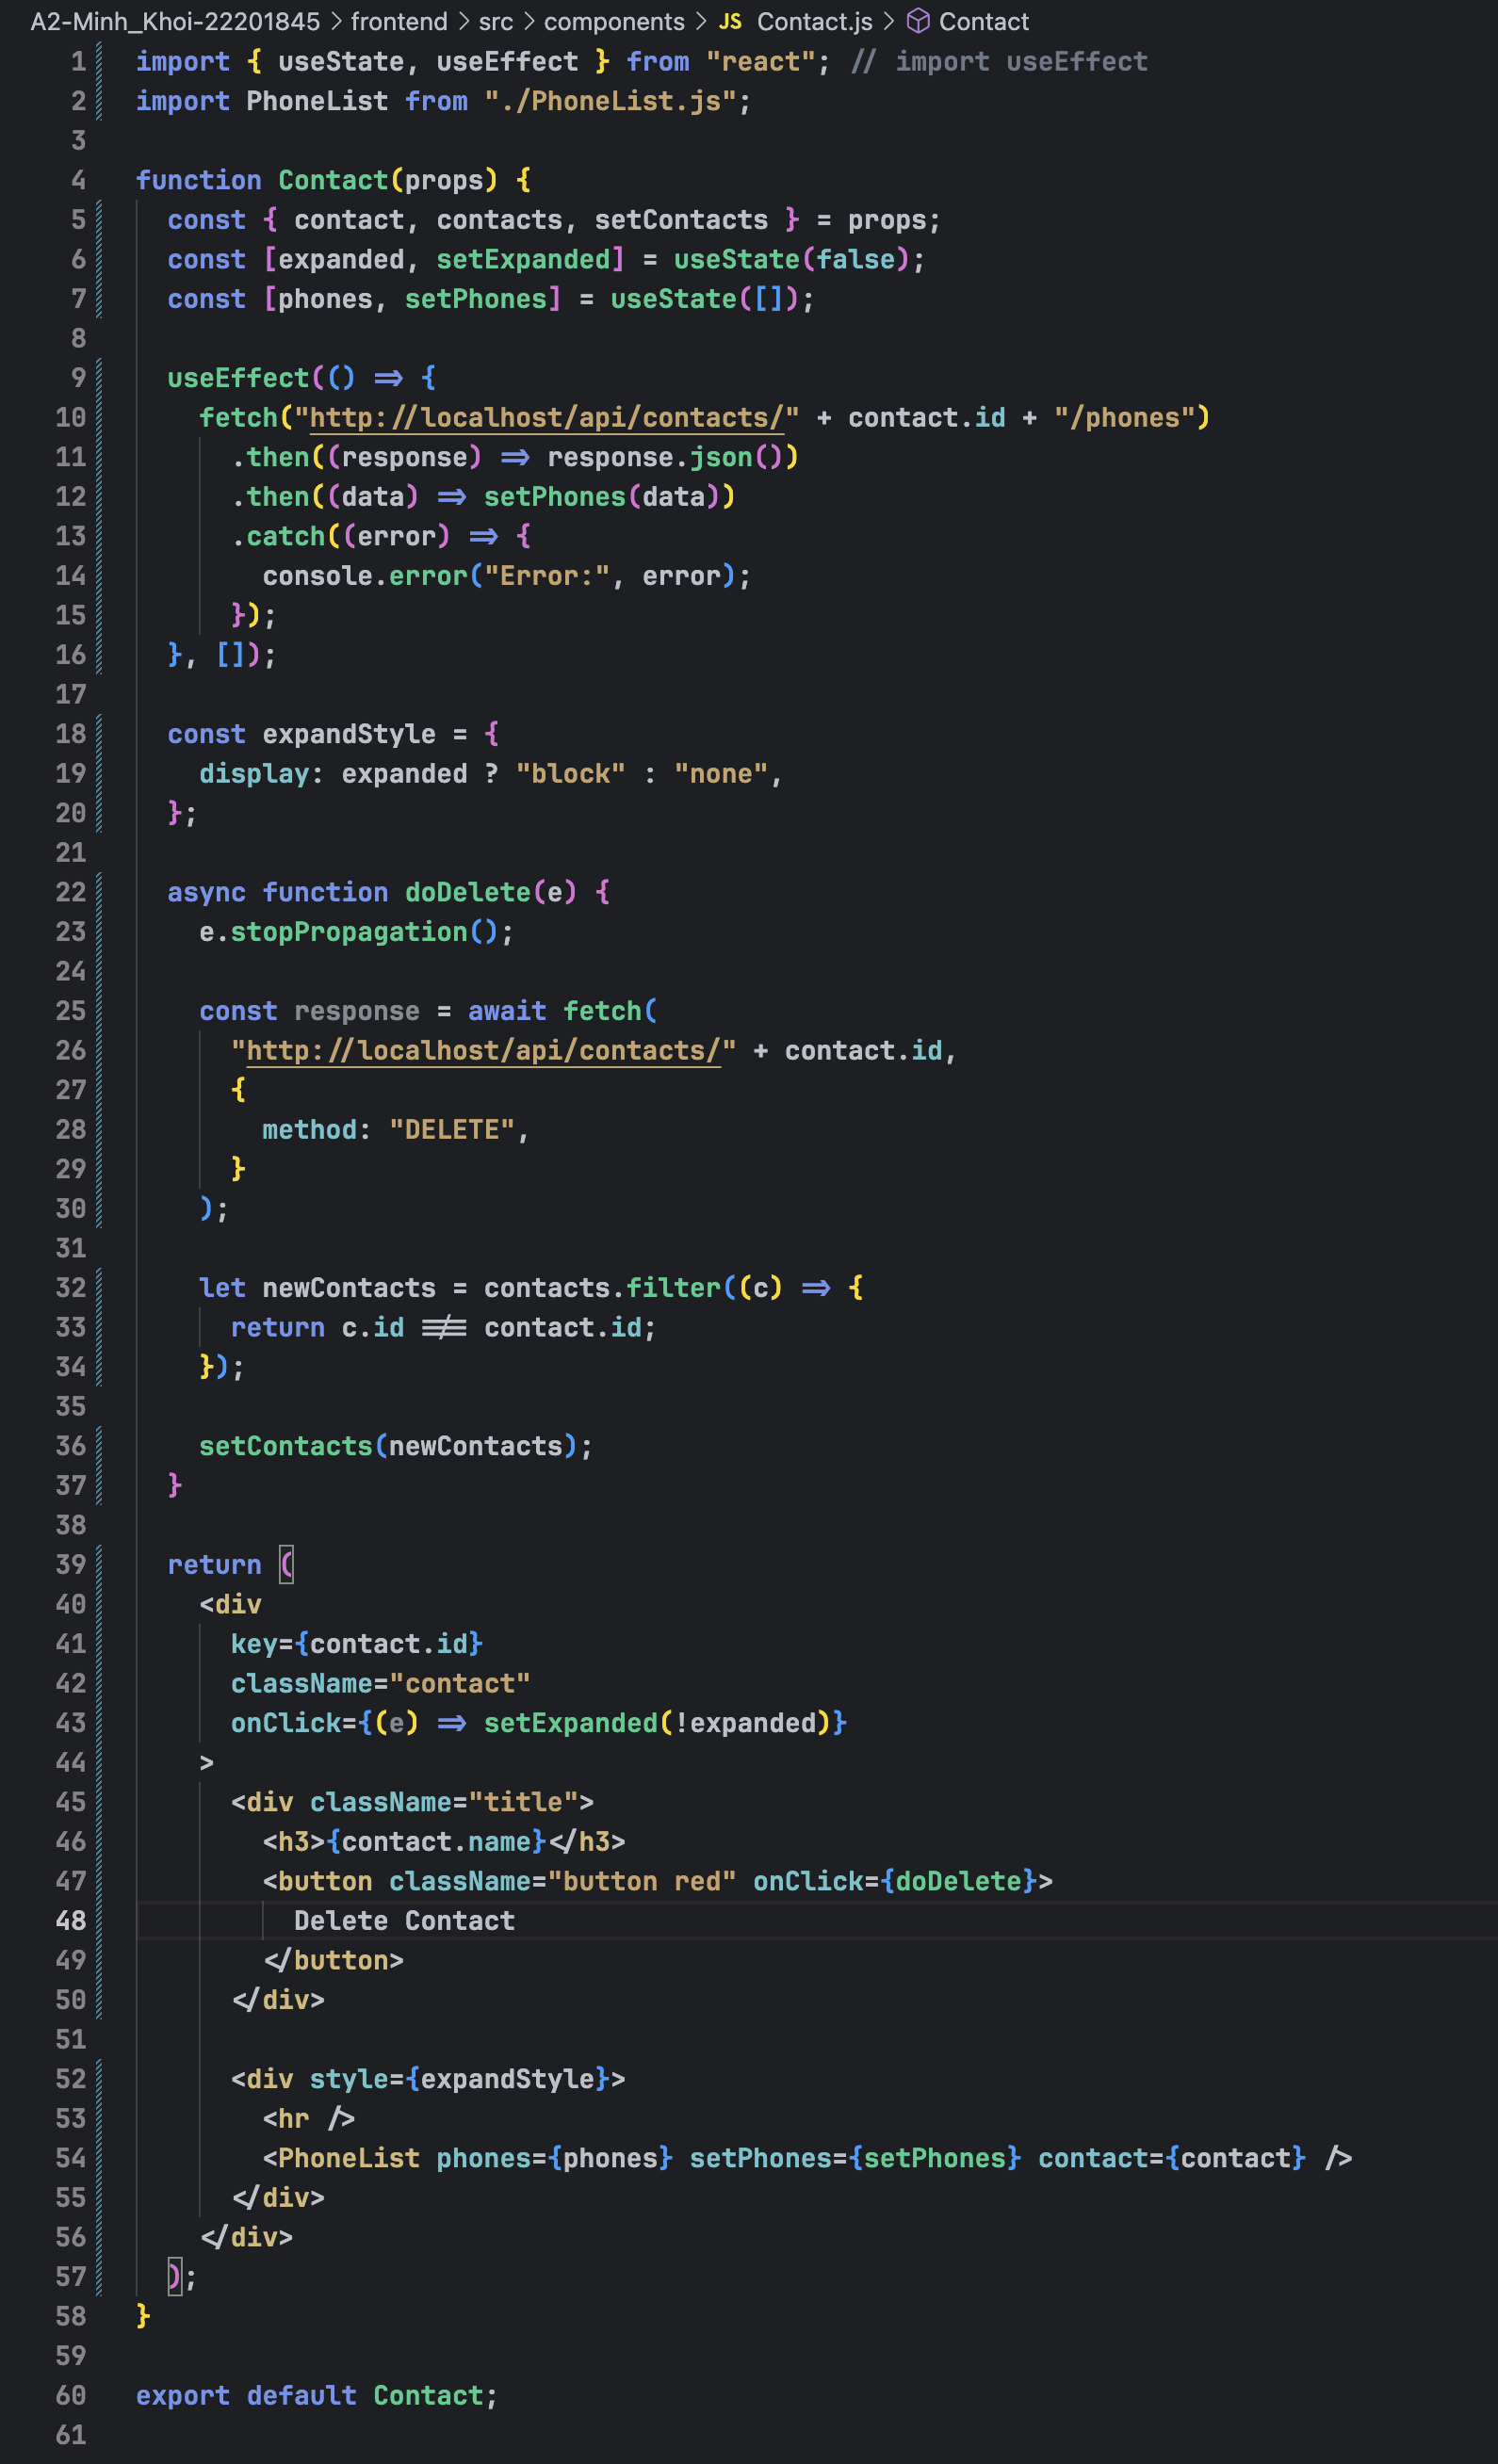 A2-Minh_Khoi-22201845 > frontend > src > components > JS Contact.js > Contact
1 import { useState, useEffect } from "react"; // import useEffect
2 import PhoneList from "./PhoneList.js";
3
4 function Contact(props) {
5   const { contact, contacts, setContacts } = props;
6   const [expanded, setExpanded] = useState(false);
7   const [phones, setPhones] = useState([]);
8
9   useEffect(() => {
10     fetch("http://localhost/api/contacts/" + contact.id + "/phones")
11       .then((response) => response.json())
12       .then((data) => setPhones(data))
13       .catch((error) => {
14         console.error("Error:", error);
15       });
16   }, []);
17
18   const expandStyle = {
19     display: expanded ? "block" : "none",
20   };
21
22   async function doDelete(e) {
23     e.stopPropagation();
24
25     const response = await fetch(
26       "http://localhost/api/contacts/" + contact.id,
27       {
28         method: "DELETE",
29       }
30     );
31
32     let newContacts = contacts.filter((c) => {
33       return c.id !== contact.id;
34     });
35
36     setContacts(newContacts);
37   }
38
39   return (
40     <div
41       key={contact.id}
42       className="contact"
43       onClick={(e) => setExpanded(!expanded)}
44     >
45       <div className="title">
46         <h3>{contact.name}</h3>
47         <button className="button red" onClick={doDelete}>
48           Delete Contact
49         </button>
50       </div>
51
52       <div style={expandStyle}>
53         <hr />
54         <PhoneList phones={phones} setPhones={setPhones} contact={contact} />
55       </div>
56     </div>
57   );
58 }
59
60 export default Contact;
61